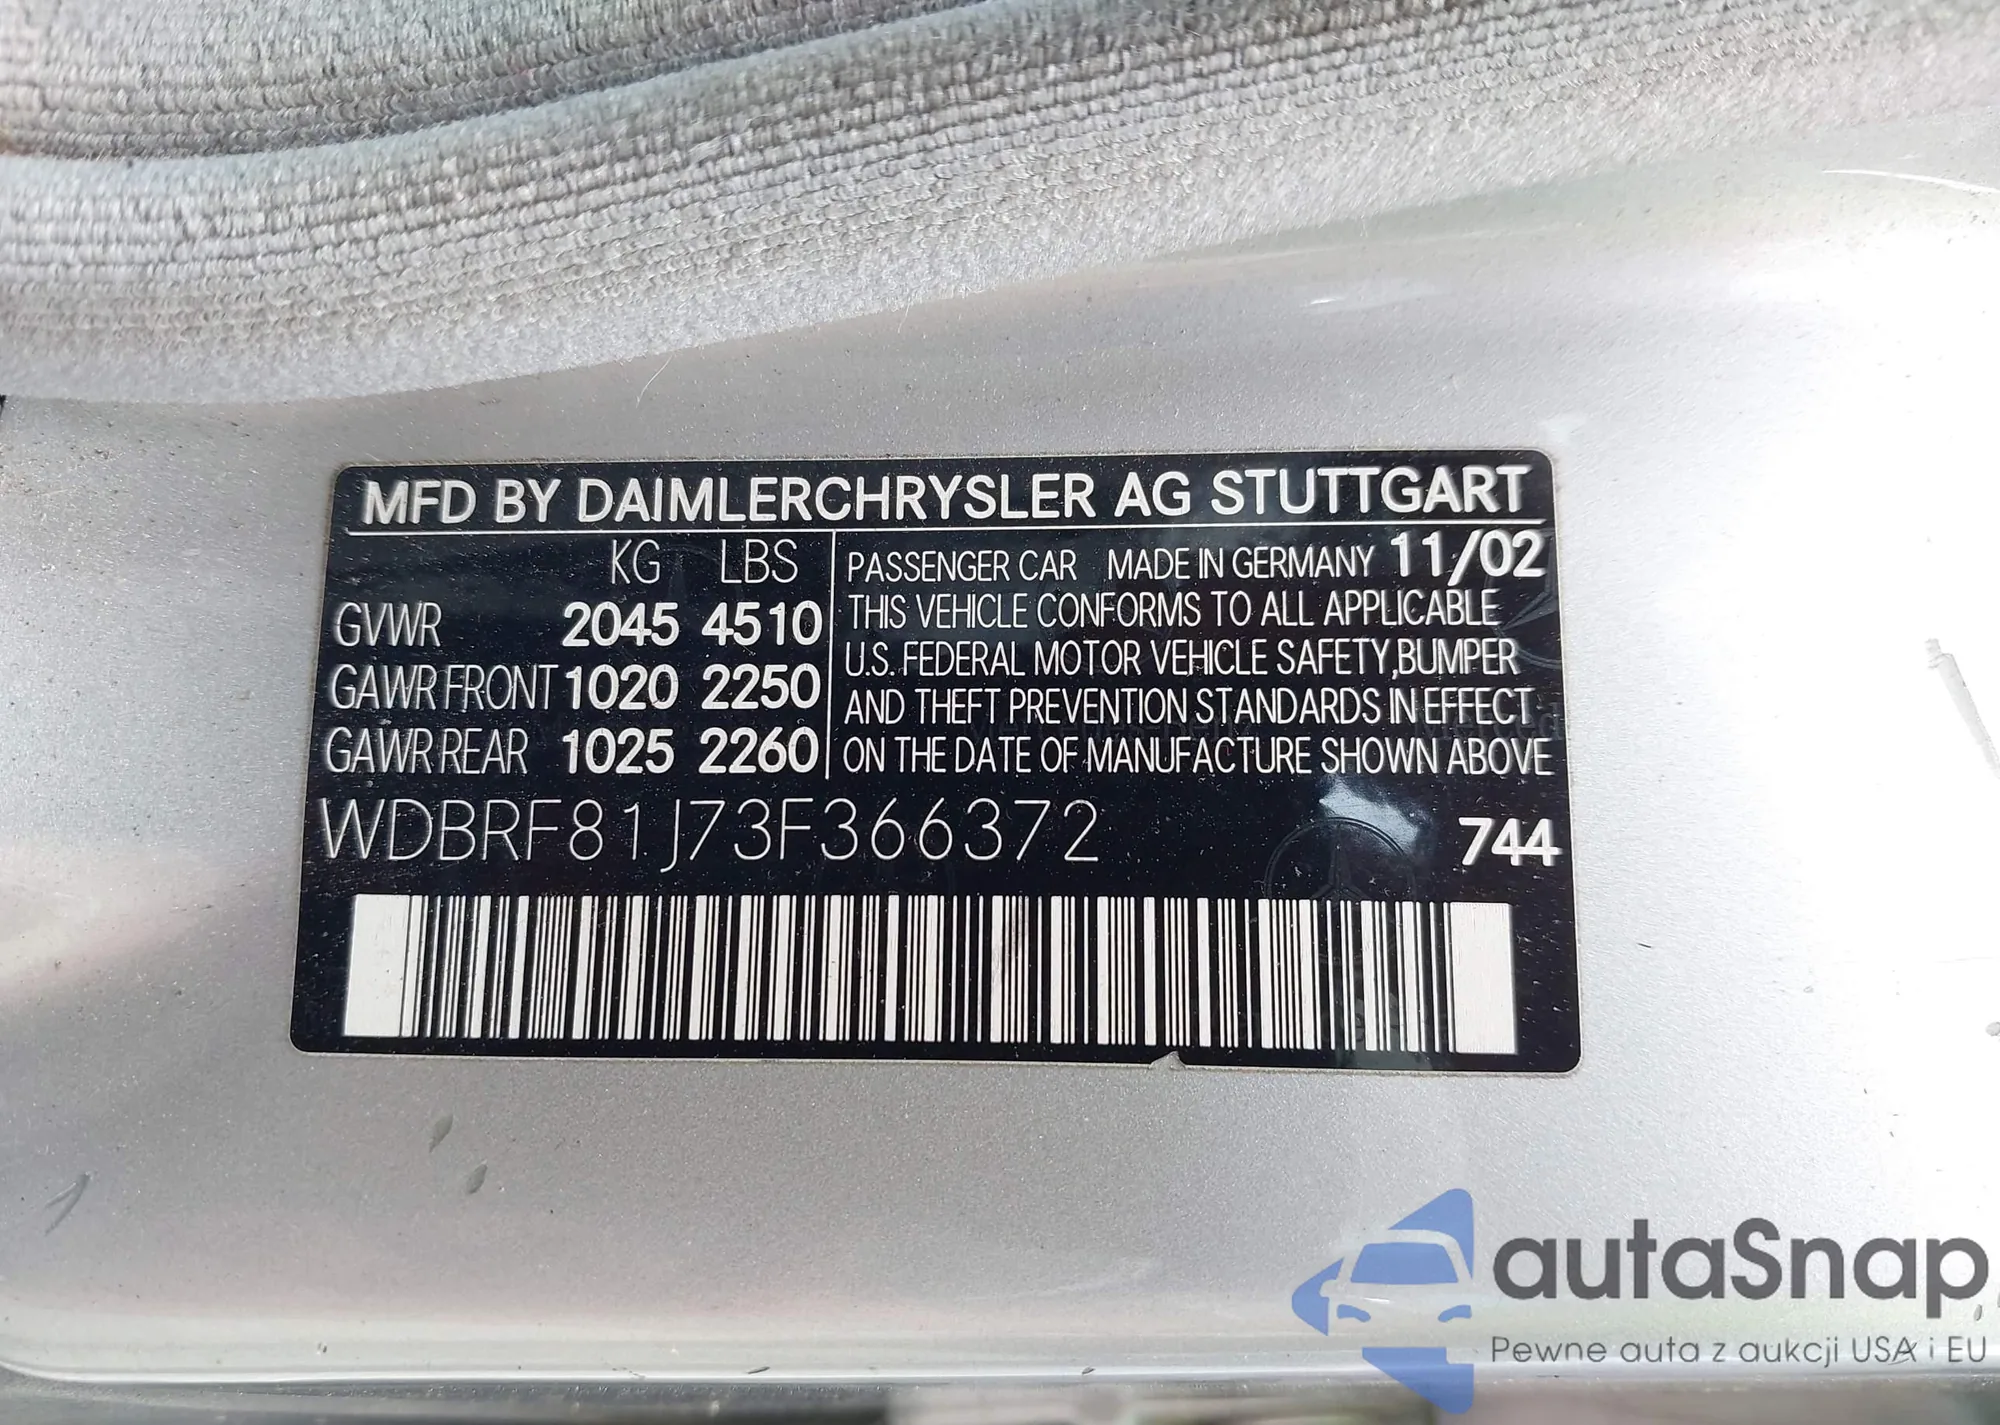 MFD BY DAIMLERCHRYSLER AG STUTTGART
KG LBS
GVWR 2045 4510
GAWR FRONT 1020 2250
GAWR REAR 1025 2260
PASSENGER CAR MADE IN GERMANY 11/02
THIS VEHICLE CONFORMS TO ALL APPLICABLE
U.S. FEDERAL MOTOR VEHICLE SAFETY,BUMPER
AND THEFT PREVENTION STANDARDS IN EFFECT
ON THE DATE OF MANUFACTURE SHOWN ABOVE
WDBRF81J73F366372 744
autaSnap
Pewne auta z aukcji USA i EU